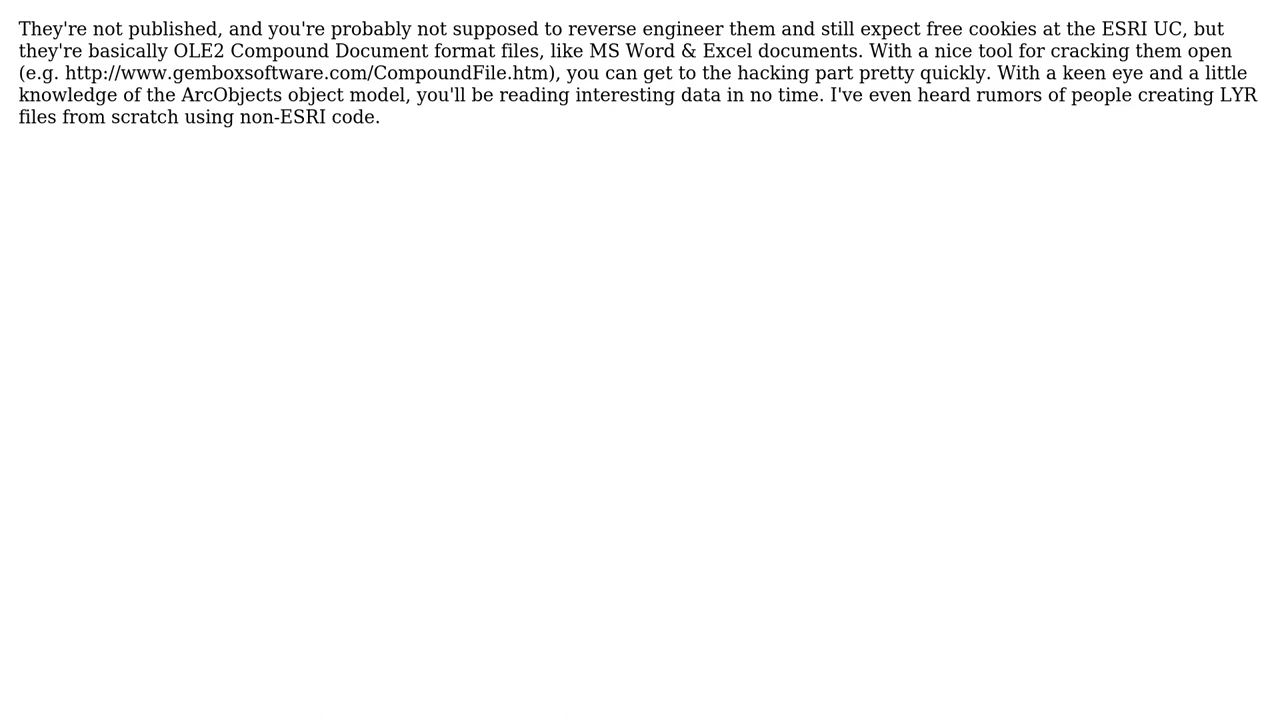 They're not published, and you're probably not supposed to reverse engineer them and still expect free cookies at the ESRI UC, but
they're basically OLE2 Compound Document format files, like MS Word & Excel documents. With a nice tool for cracking them open
(e.g. http://www.gemboxsoftware.com/CompoundFile.htm), you can get to the hacking part pretty quickly. With a keen eye and a little
knowledge of the ArcObjects object model, you'll be reading interesting data in no time. I've even heard rumors of people creating LYR
files from scratch using non-ESRI code.